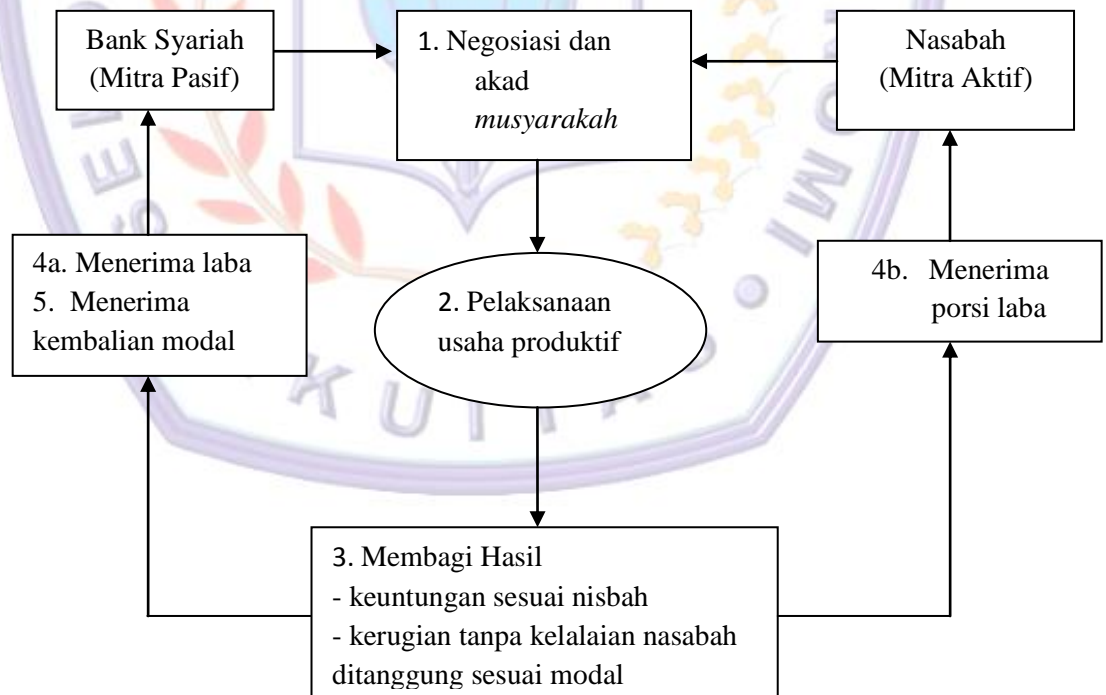 Bank Syariah
(Mitra Pasif)
1. Negosiasi dan
akad
musyarakah
Nasabah
(Mitra Aktif)
4a. Menerima laba
5. Menerima
kembalian modal
2. Pelaksanaan
usaha produktif
4b. Menerima
porsi laba
3. Membagi Hasil
- keuntungan sesuai nisbah
- kerugian tanpa kelalaian nasabah
ditanggung sesuai modal